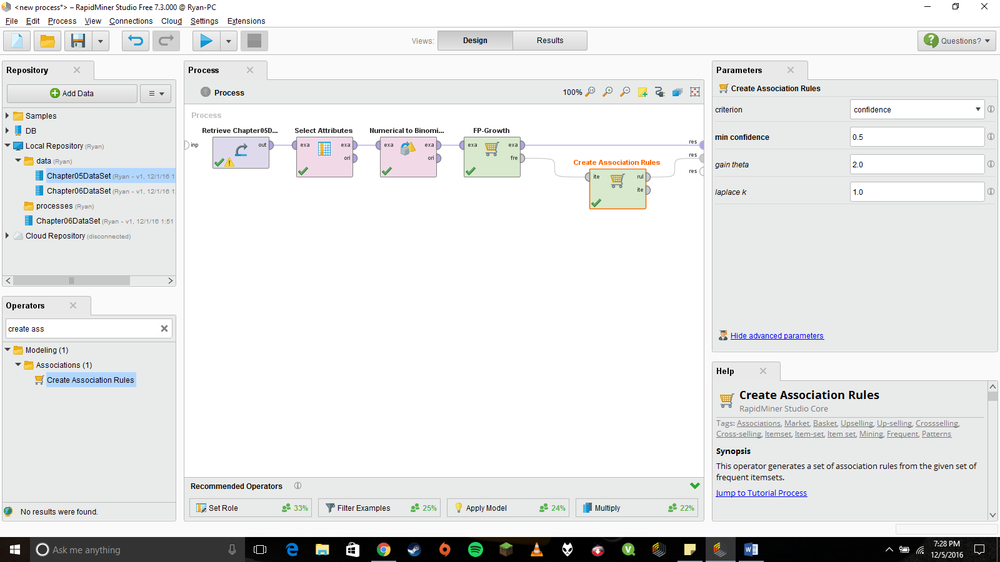 <new process*> – RapidMiner Studio Free 7.3.000 @ Ryan-PC
File Edit Process View Connections Cloud Settings Extensions
Views: Design Results
Questions?
Repository
Add Data
Samples
DB
Local Repository (Ryan)
data (Ryan)
Chapter05DataSet (Ryan - v1, 12/1/16 1
Chapter06DataSet (Ryan - v1, 12/1/16 1:
processes (Ryan)
Chapter06DataSet (Ryan - v1, 12/1/16 1:51
Cloud Repository (disconnected)
Operators
create ass
Modeling (1)
Associations (1)
Create Association Rules
No results were found.
Process
Process
100%
Process
Retrieve Chapter05D... Select Attributes Numerical to Binomi... FP-Growth
inp out exa exa exa exa exa exa res
ori ori fre res
Create Association Rules
res
ite rul
ite
Recommended Operators
Set Role 33% Filter Examples 25% Apply Model 24% Multiply 22%
Parameters
Create Association Rules
criterion confidence
min confidence 0.5
gain theta 2.0
laplace k 1.0
Hide advanced parameters
Help
Create Association Rules
RapidMiner Studio Core
Tags: Associations, Market, Basket, Upselling, Up-selling, Crossselling,
Cross-selling, Itemset, Item-set, Item set, Mining, Frequent, Patterns
Synopsis
This operator generates a set of association rules from the given set of
frequent itemsets.
Jump to Tutorial Process
Ask me anything
7:28 PM
12/5/2016